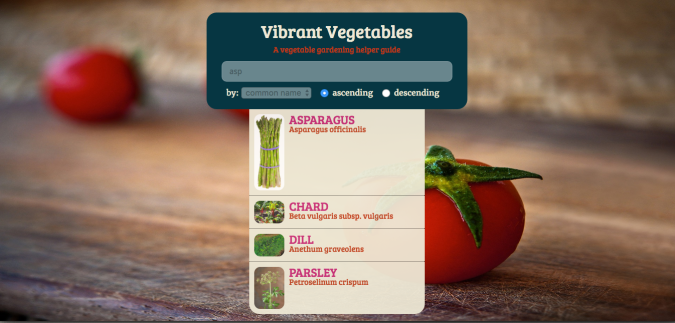 Vibrant Vegetables
A vegetable gardening helper guide
asp
by: common name ascending descending
ASPARAGUS
Asparagus officinalis
CHARD
Beta vulgaris subsp. vulgaris
DILL
Anethum graveolens
PARSLEY
Petroselinum crispum